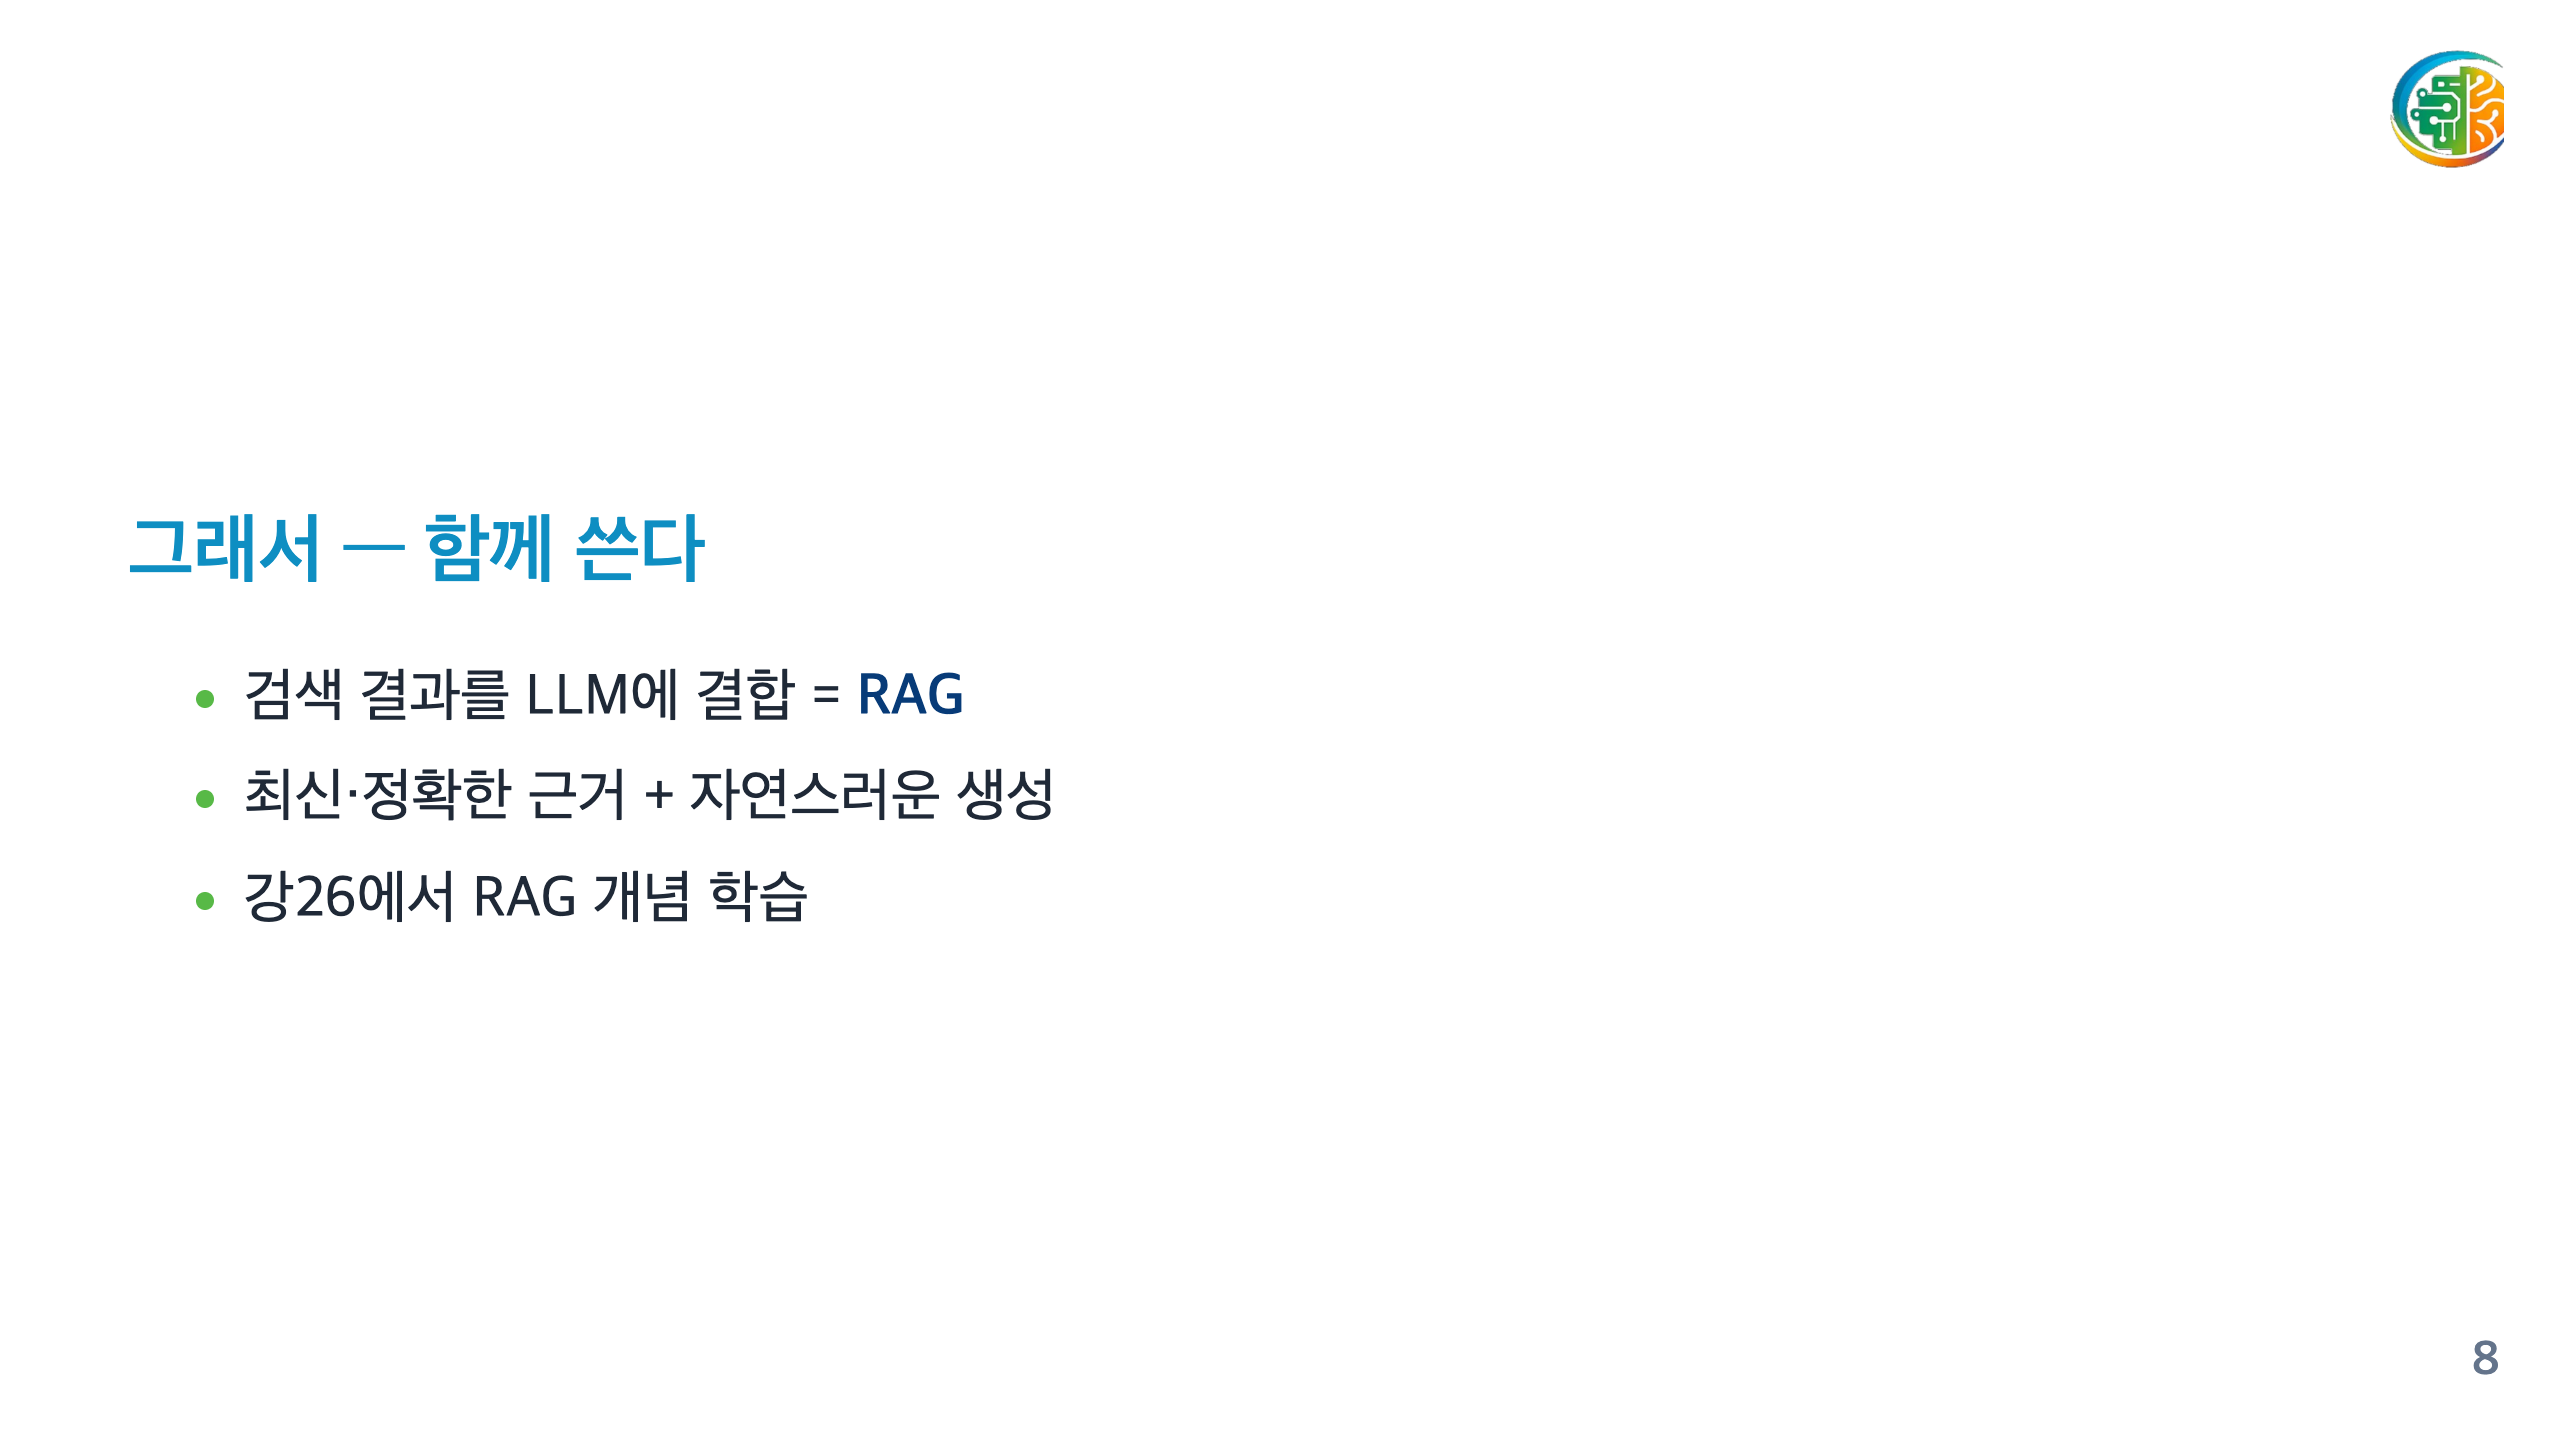 그래서 — 함께 쓴다
검색 결과를 LLM에 결합 = RAG
최신·정확한 근거 + 자연스러운 생성
강26에서 RAG 개념 학습
8